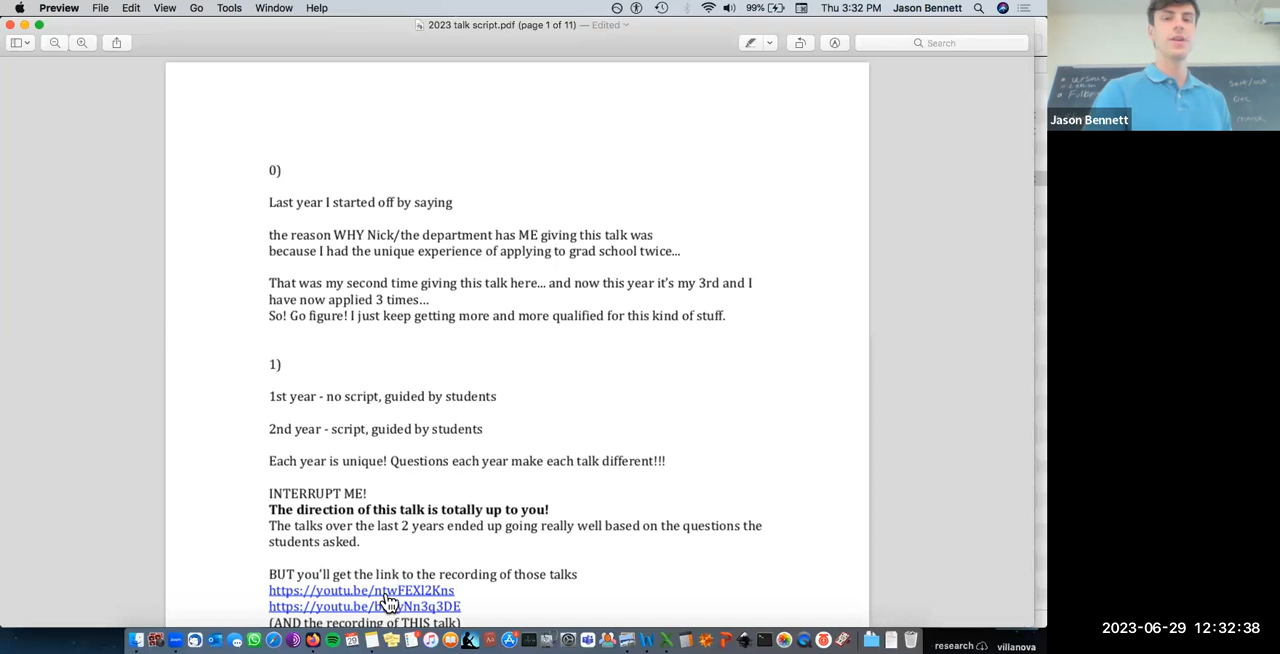 Preview File Edit View Go Tools Window Help 99% Thu 3:32 PM Jason Bennett
2023 talk script.pdf (page 1 of 11) — Edited
Search
Jason Bennett
0)
Last year I started off by saying
the reason WHY Nick/the department has ME giving this talk was
because I had the unique experience of applying to grad school twice...
That was my second time giving this talk here... and now this year it's my 3rd and I
have now applied 3 times...
So! Go figure! I just keep getting more and more qualified for this kind of stuff.
1)
1st year - no script, guided by students
2nd year - script, guided by students
Each year is unique! Questions each year make each talk different!!!
INTERRUPT ME!
The direction of this talk is totally up to you!
The talks over the last 2 years ended up going really well based on the questions the
students asked.
BUT you'll get the link to the recording of those talks
https://youtu.be/ntwFEXl2Kns
(AND the recording of THIS talk)
2023-06-29 12:32:38
research villanova